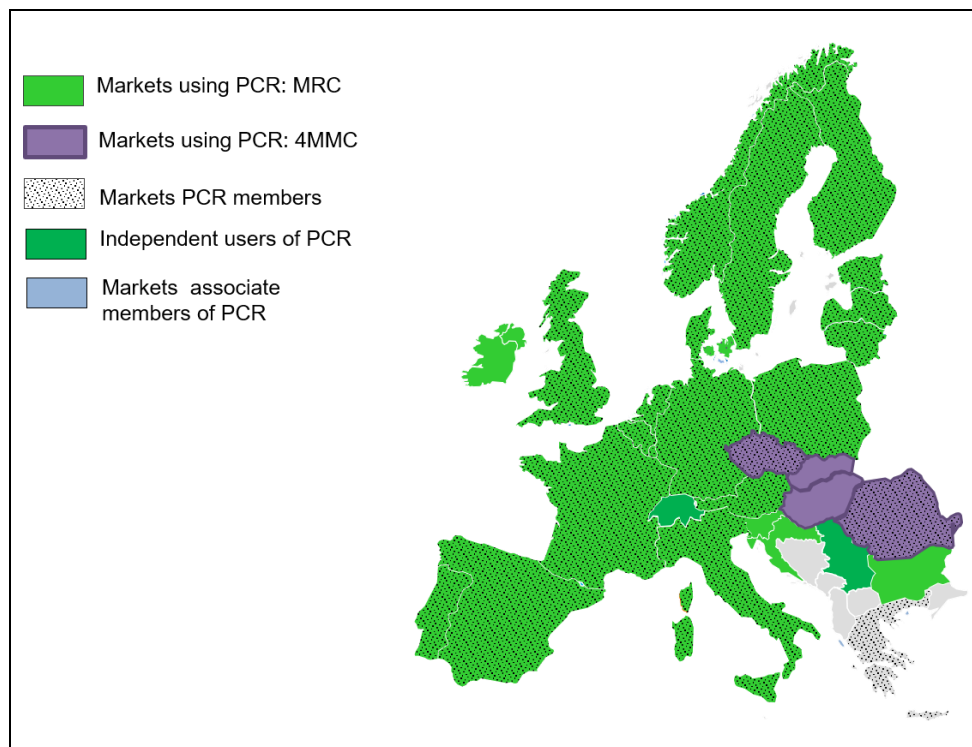 Markets using PCR: MRC
Markets using PCR: 4MMC
Markets PCR members
Independent users of PCR
Markets associate
members of PCR